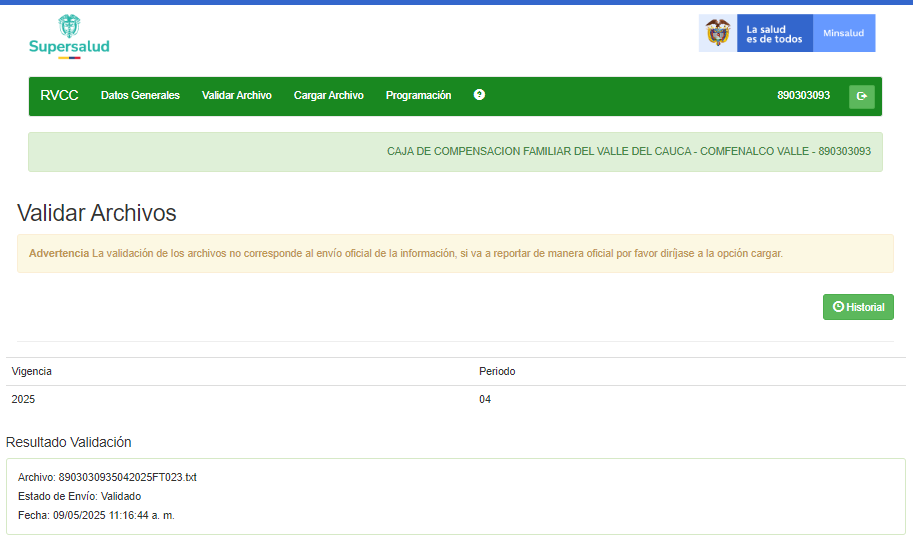 Supersalud
La salud
es de todos
Minsalud
RVCC Datos Generales Validar Archivo Cargar Archivo Programación ? 890303093
CAJA DE COMPENSACION FAMILIAR DEL VALLE DEL CAUCA - COMFENALCO VALLE - 890303093
Validar Archivos
Advertencia La validación de los archivos no corresponde al envío oficial de la información, si va a reportar de manera oficial por favor diríjase a la opción cargar.
Historial
Vigencia Periodo
2025 04
Resultado Validación
Archivo: 8903030935042025FT023.txt
Estado de Envío: Validado
Fecha: 09/05/2025 11:16:44 a. m.